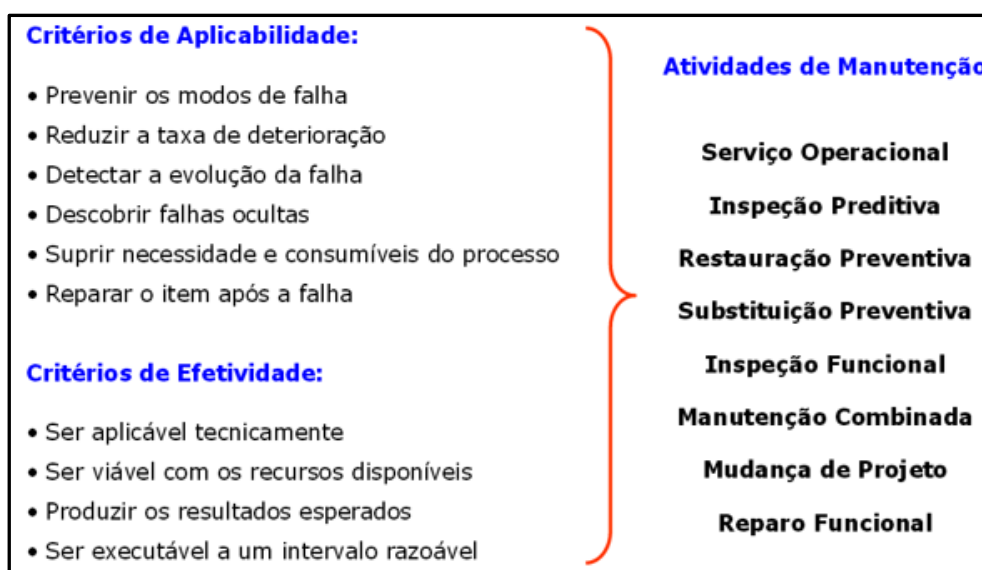 Critérios de Aplicabilidade:
• Prevenir os modos de falha
• Reduzir a taxa de deterioração
• Detectar a evolução da falha
• Descobrir falhas ocultas
• Suprir necessidade e consumíveis do processo
• Reparar o item após a falha
Critérios de Efetividade:
• Ser aplicável tecnicamente
• Ser viável com os recursos disponíveis
• Produzir os resultados esperados
• Ser executável a um intervalo razoável
Atividades de Manutenção
Serviço Operacional
Inspeção Preditiva
Restauração Preventiva
Substituição Preventiva
Inspeção Funcional
Manutenção Combinada
Mudança de Projeto
Reparo Funcional